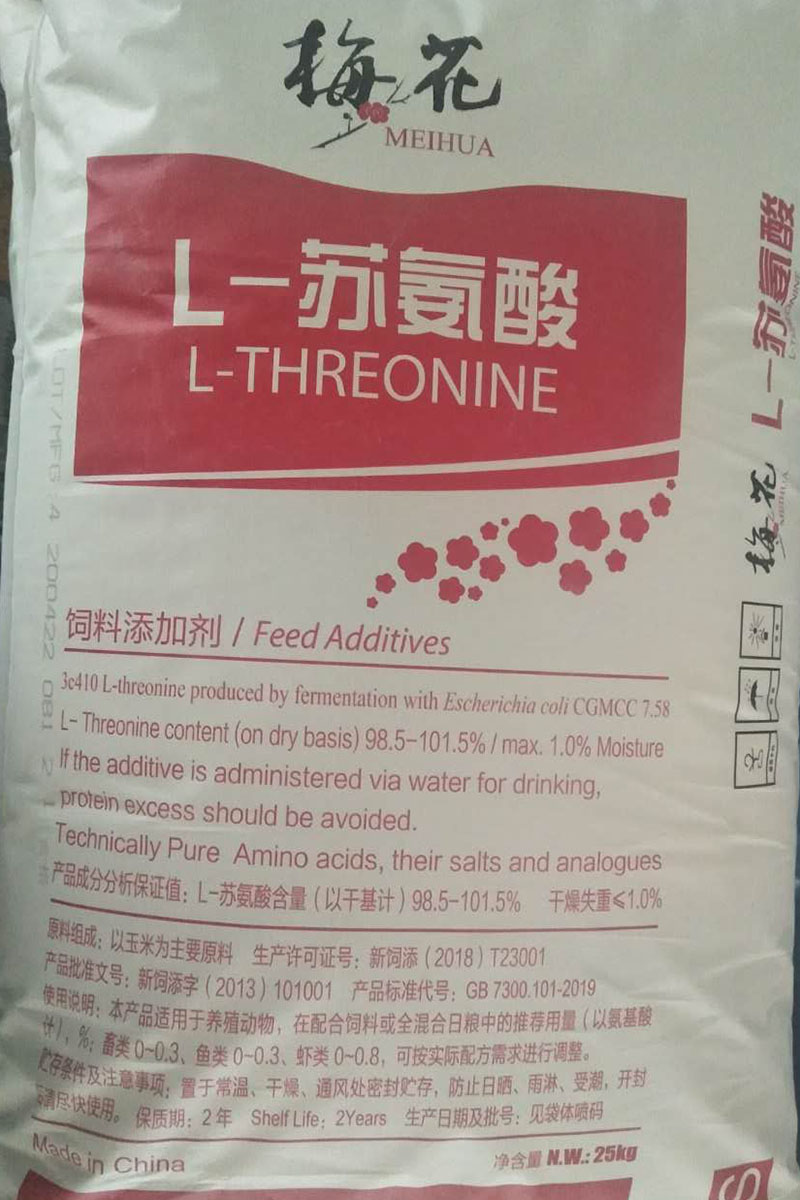 梅花
MEIHUA
L-苏氨酸
L-THREONINE
饲料添加剂 / Feed Additives
3c410 L-threonine produced by fermentation with Escherichia coli CGMCC 7.58
L- Threonine content (on dry basis) 98.5-101.5% / max. 1.0% Moisture
If the additive is administered via water for drinking,
protein excess should be avoided.
Technically Pure Amino acids, their salts and analogues
产品成分分析保证值：L-苏氨酸含量（以干基计）98.5-101.5% 干燥失重≤1.0%
原料组成：以玉米为主要原料 生产许可证号：新饲添（2018）T23001
产品批准文号：新饲添字（2013）101001 产品标准代号：GB 7300.101-2019
使用说明：本产品适用于养殖动物，在配合饲料或全混合日粮中的推荐用量（以氨基酸
计），%：畜类 0~0.3、鱼类 0~0.3、虾类 0~0.8，可按实际配方需求进行调整。
贮存条件及注意事项：置于常温、干燥、通风处密封贮存，防止日晒、雨淋、受潮，开封
后请尽快使用。 保质期：2 年 Shelf Life：2Years 生产日期及批号：见袋体喷码
Made in China
净含量 N.W.: 25kg
LOT/MFG 4 200422 081 2
L-苏氨酸
L-THREONINE
梅花
MEIHUA